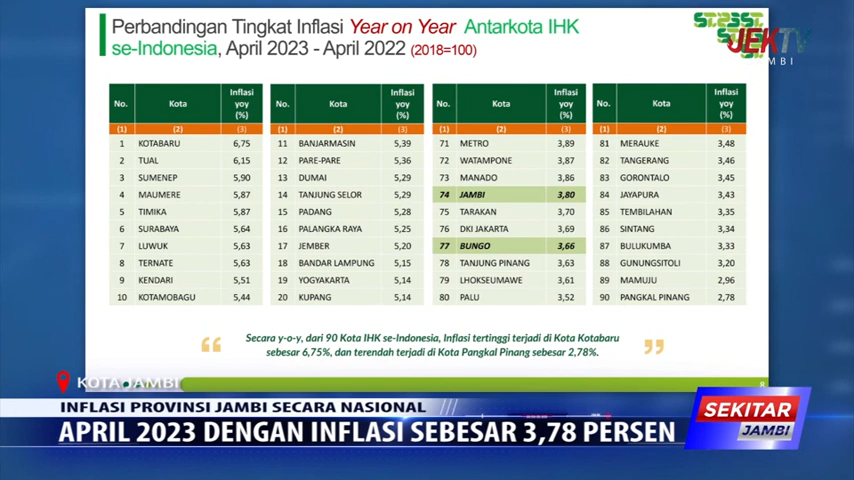 Perbandingan Tingkat Inflasi Year on Year Antarkota IHK
se-Indonesia, April 2023 - April 2022 (2018=100)
JEKTV
JAMBI
No. Kota Inflasi yoy (%)
(1) (2) (3)
1 KOTABARU 6,75
2 TUAL 6,15
3 SUMENEP 5,90
4 MAUMERE 5,87
5 TIMIKA 5,87
6 SURABAYA 5,64
7 LUWUK 5,63
8 TERNATE 5,63
9 KENDARI 5,51
10 KOTAMOBAGU 5,44
No. Kota Inflasi yoy (%)
(1) (2) (3)
11 BANJARMASIN 5,39
12 PARE-PARE 5,36
13 DUMAI 5,29
14 TANJUNG SELOR 5,29
15 PADANG 5,28
16 PALANGKA RAYA 5,25
17 JEMBER 5,20
18 BANDAR LAMPUNG 5,15
19 YOGYAKARTA 5,14
20 KUPANG 5,14
No. Kota Inflasi yoy (%)
(1) (2) (3)
71 METRO 3,89
72 WATAMPONE 3,87
73 MANADO 3,86
74 JAMBI 3,80
75 TARAKAN 3,70
76 DKI JAKARTA 3,69
77 BUNGO 3,66
78 TANJUNG PINANG 3,63
79 LHOKSEUMAWE 3,61
80 PALU 3,52
No. Kota Inflasi yoy (%)
(1) (2) (3)
81 MERAUKE 3,48
82 TANGERANG 3,46
83 GORONTALO 3,45
84 JAYAPURA 3,43
85 TEMBILAHAN 3,35
86 SINTANG 3,34
87 BULUKUMBA 3,33
88 GUNUNGSITOLI 3,20
89 MAMUJU 2,96
90 PANGKAL PINANG 2,78
“ Secara y-o-y, dari 90 Kota IHK se-Indonesia, Inflasi tertinggi terjadi di Kota Kotabaru
sebesar 6,75%, dan terendah terjadi di Kota Pangkal Pinang sebesar 2,78%. ”
8
KOTA JAMBI
INFLASI PROVINSI JAMBI SECARA NASIONAL
APRIL 2023 DENGAN INFLASI SEBESAR 3,78 PERSEN
SEKITAR
JAMBI